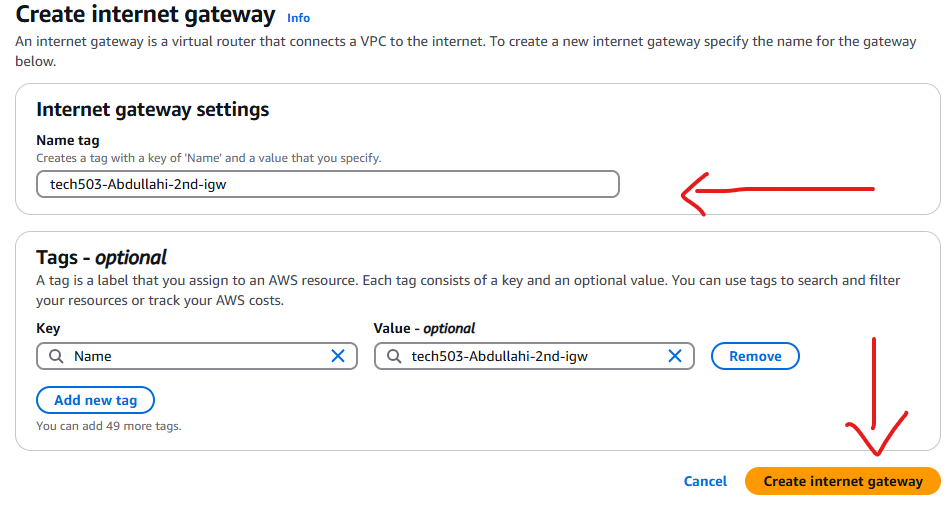 Create internet gateway Info
An internet gateway is a virtual router that connects a VPC to the internet. To create a new internet gateway specify the name for the gateway
below.
Internet gateway settings
Name tag
Creates a tag with a key of 'Name' and a value that you specify.
tech503-Abdullahi-2nd-igw
Tags - optional
A tag is a label that you assign to an AWS resource. Each tag consists of a key and an optional value. You can use tags to search and filter
your resources or track your AWS costs.
Key Value - optional
Name tech503-Abdullahi-2nd-igw Remove
Add new tag
You can add 49 more tags.
Cancel Create internet gateway